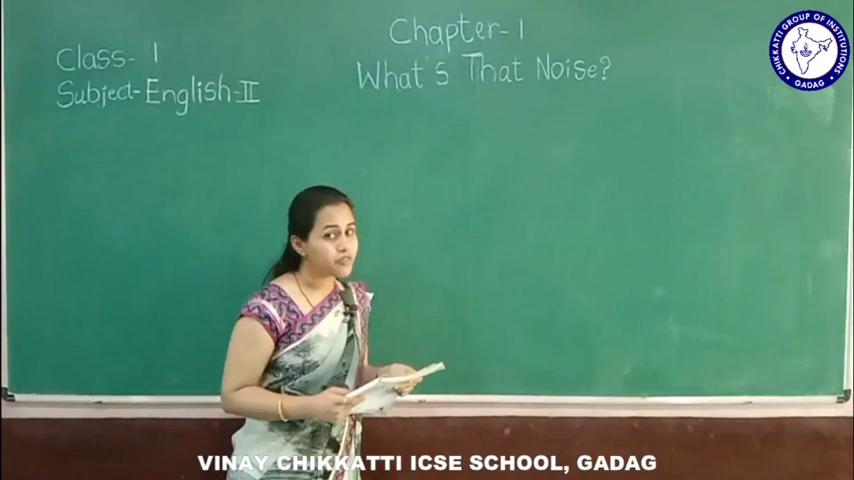 Chapter-1
Class- 1
What's That Noise?
Subject-English-II
CHIKKATTI GROUP OF INSTITUTIONS
GADAG
VINAY CHIKKATTI ICSE SCHOOL, GADAG